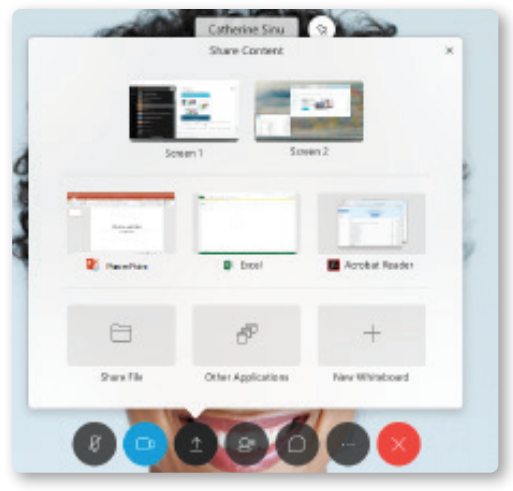 Catherine Sinu
Share Content
Screen 1
Screen 2
PowerPoint
Excel
Acrobat Reader
Share File
Other Applications
New Whiteboard